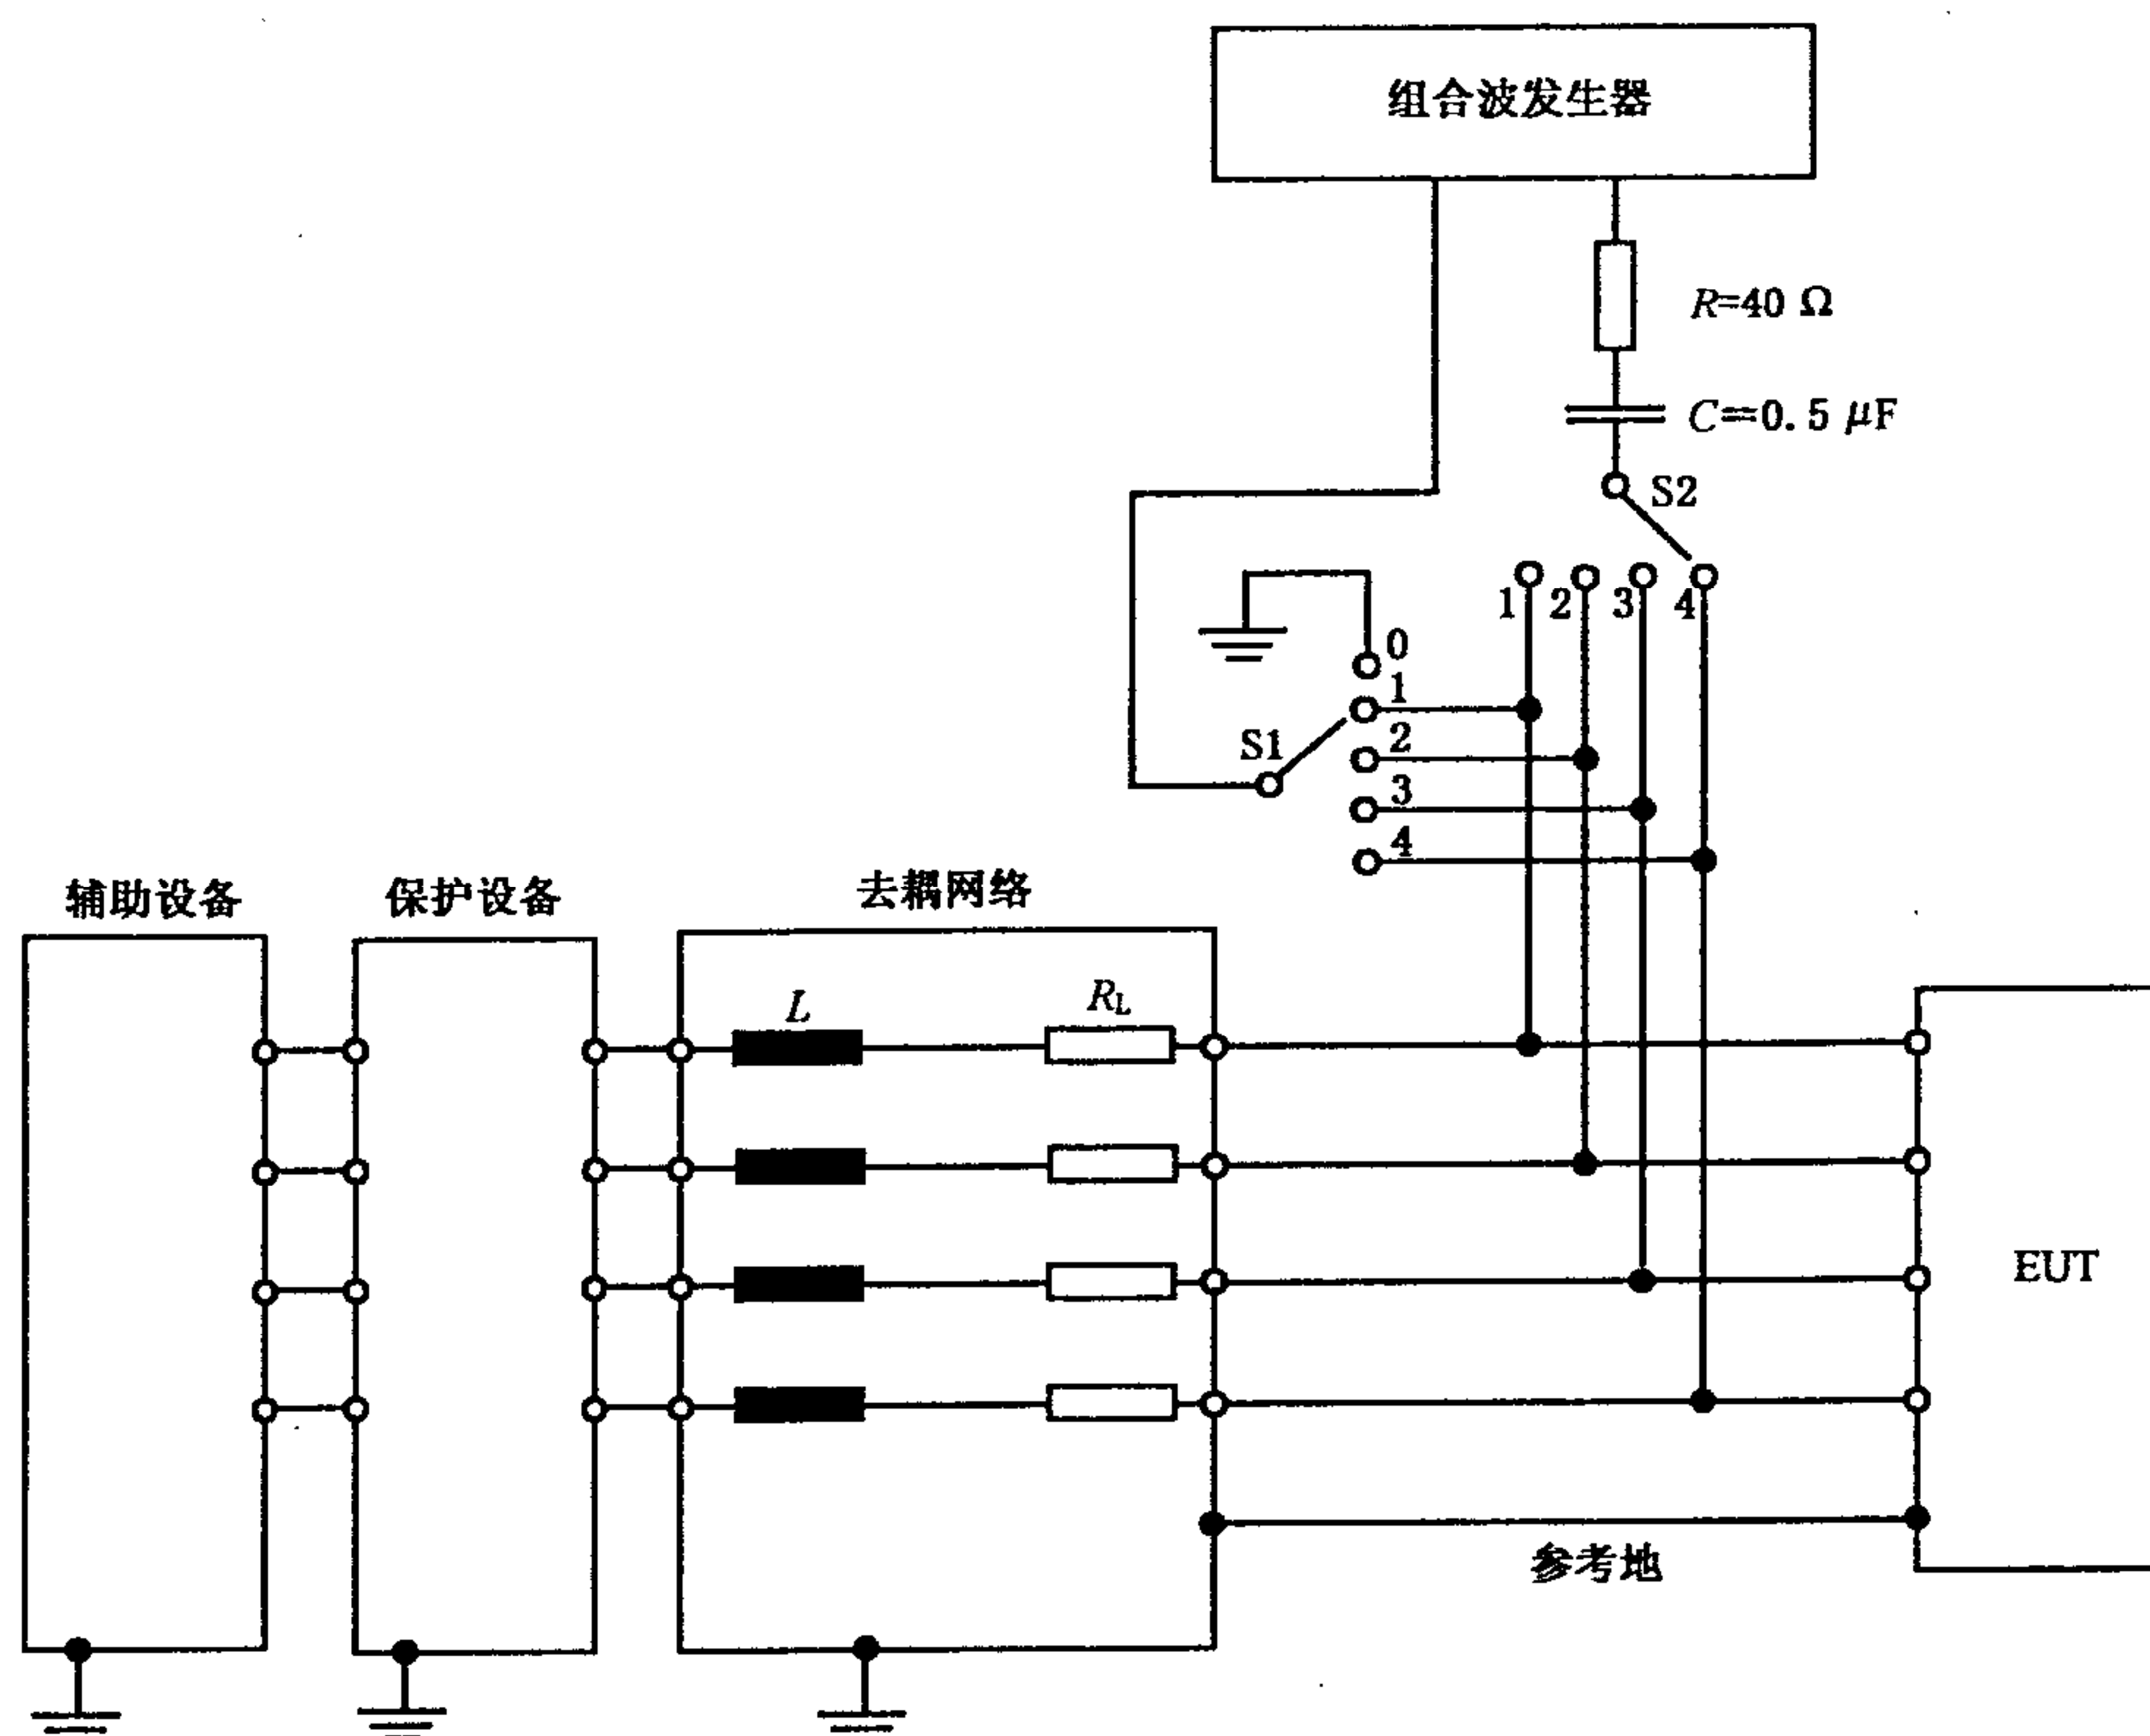 组合波发生器
R=40 Ω
C=0.5 μF
S2
1 2 3 4
0
1
S1
2
3
4
辅助设备
保护设备
去耦网络
L
RL
EUT
参考地